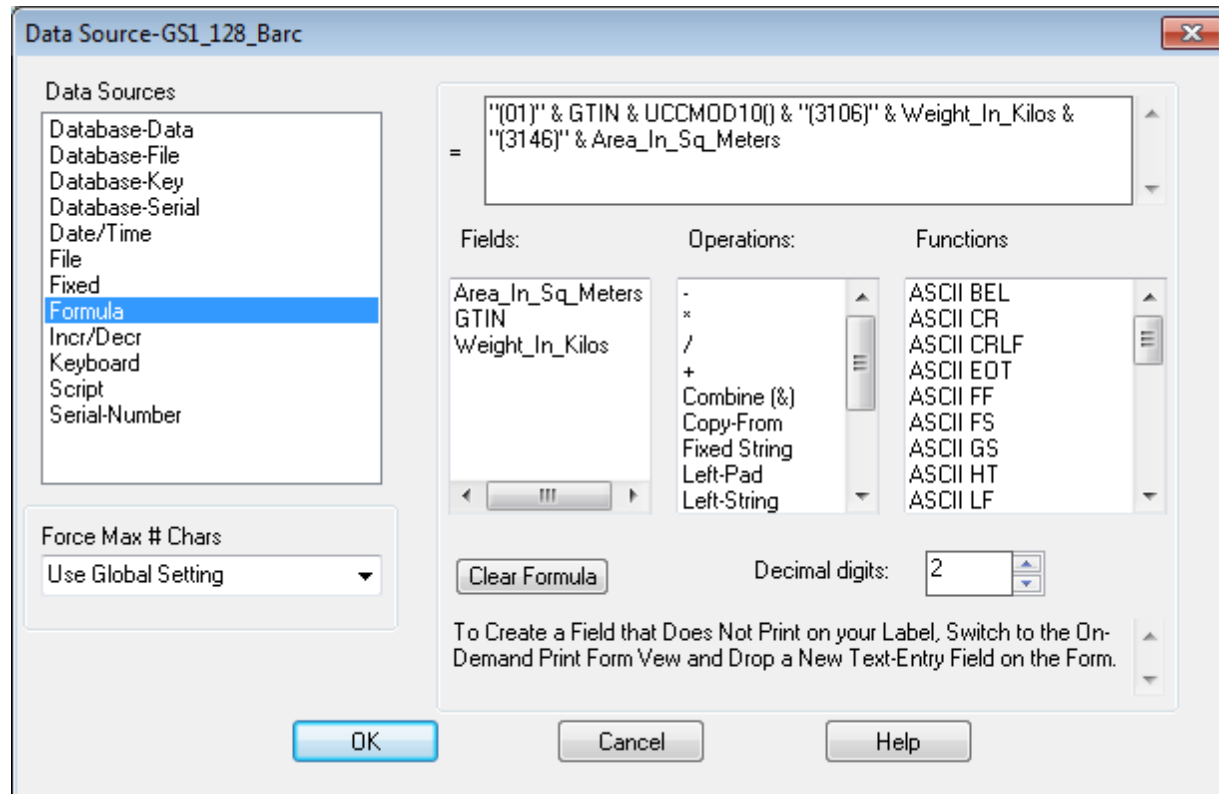 Data Source-GS1_128_Barc
Data Sources
Database-Data
Database-File
Database-Key
Database-Serial
Date/Time
File
Fixed
Formula
Incr/Decr
Keyboard
Script
Serial-Number
Force Max # Chars
Use Global Setting
=
"(01)" & GTIN & UCCMOD10() & "(3106)" & Weight_In_Kilos &
"(3146)" & Area_In_Sq_Meters
Fields:
Area_In_Sq_Meters
GTIN
Weight_In_Kilos
Operations:
-
*
/
+
Combine (&)
Copy-From
Fixed String
Left-Pad
Left-String
Functions
ASCII BEL
ASCII CR
ASCII CRLF
ASCII EOT
ASCII FF
ASCII FS
ASCII GS
ASCII HT
ASCII LF
Clear Formula
Decimal digits: 2
To Create a Field that Does Not Print on your Label, Switch to the On-
Demand Print Form Vew and Drop a New Text-Entry Field on the Form.
OK
Cancel
Help